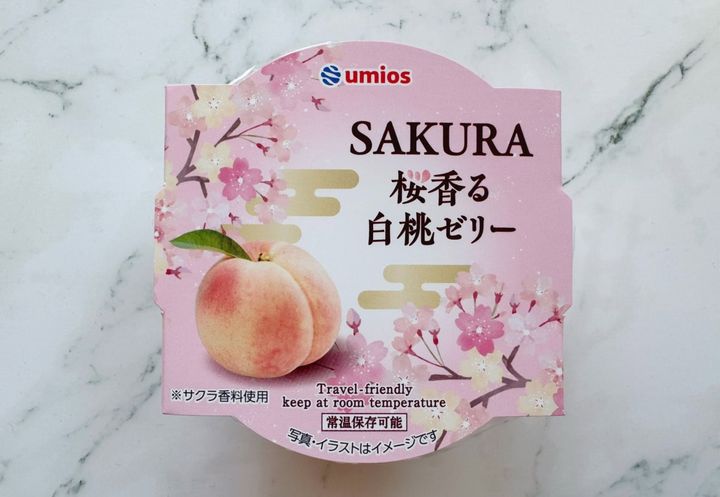 umios
SAKURA
桜香る
白桃ゼリー
※サクラ香料使用
Travel-friendly
keep at room temperature
常温保存可能
写真・イラストはイメージです